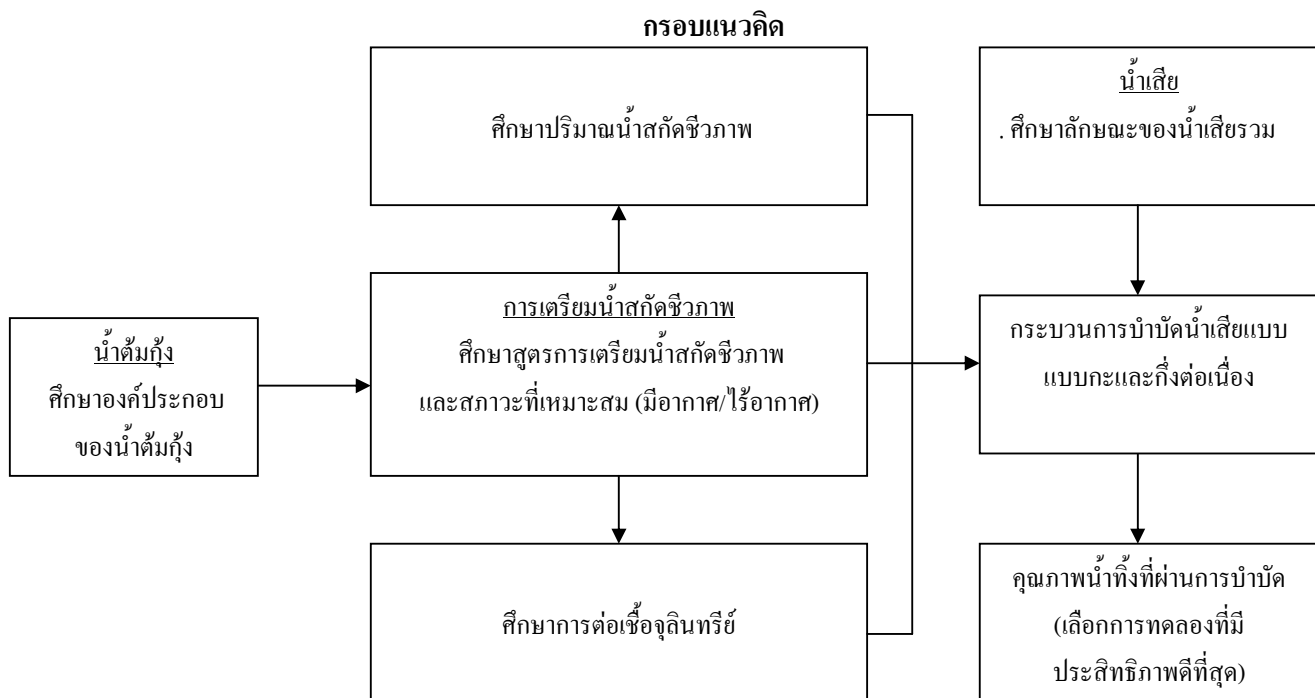 กรอบแนวคิด
ศึกษาปริมาณน้ำสกัดชีวภาพ
น้ำเสีย
. ศึกษาลักษณะของน้ำเสียรวม
น้ำต้มกุ้ง
ศึกษาองค์ประกอบ
ของน้ำต้มกุ้ง
การเตรียมน้ำสกัดชีวภาพ
ศึกษาสูตรการเตรียมน้ำสกัดชีวภาพ
และสภาวะที่เหมาะสม (มีอากาศ/ไร้อากาศ)
กระบวนการบำบัดน้ำเสียแบบ
แบบกะและกึ่งต่อเนื่อง
ศึกษาการต่อเชื้อจุลินทรีย์
คุณภาพน้ำทิ้งที่ผ่านการบำบัด
(เลือกการทดลองที่มี
ประสิทธิภาพดีที่สุด)